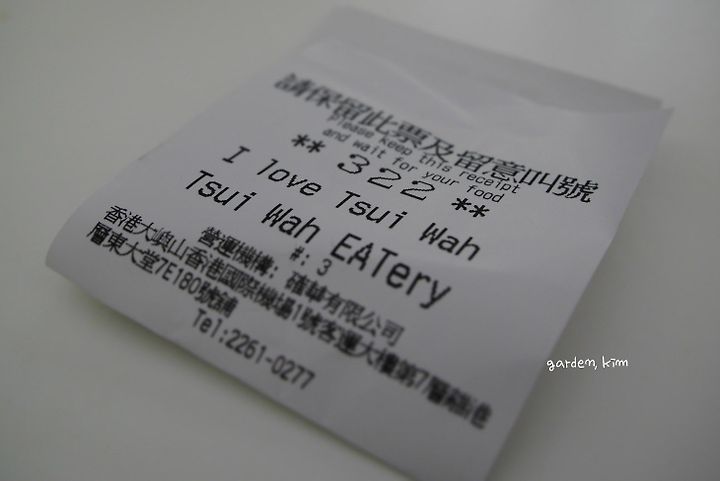 請保留此票及留意叫號
Please keep this receipt
and wait for your food
** 322 **
I love Tsui Wah
Tsui Wah EATery
#: 3
營運機構: 確華有限公司
香港大嶼山香港國際機場1號客運大樓第7層離港
層東大堂7E180號舖
Tel:2261-0277
garden, kim